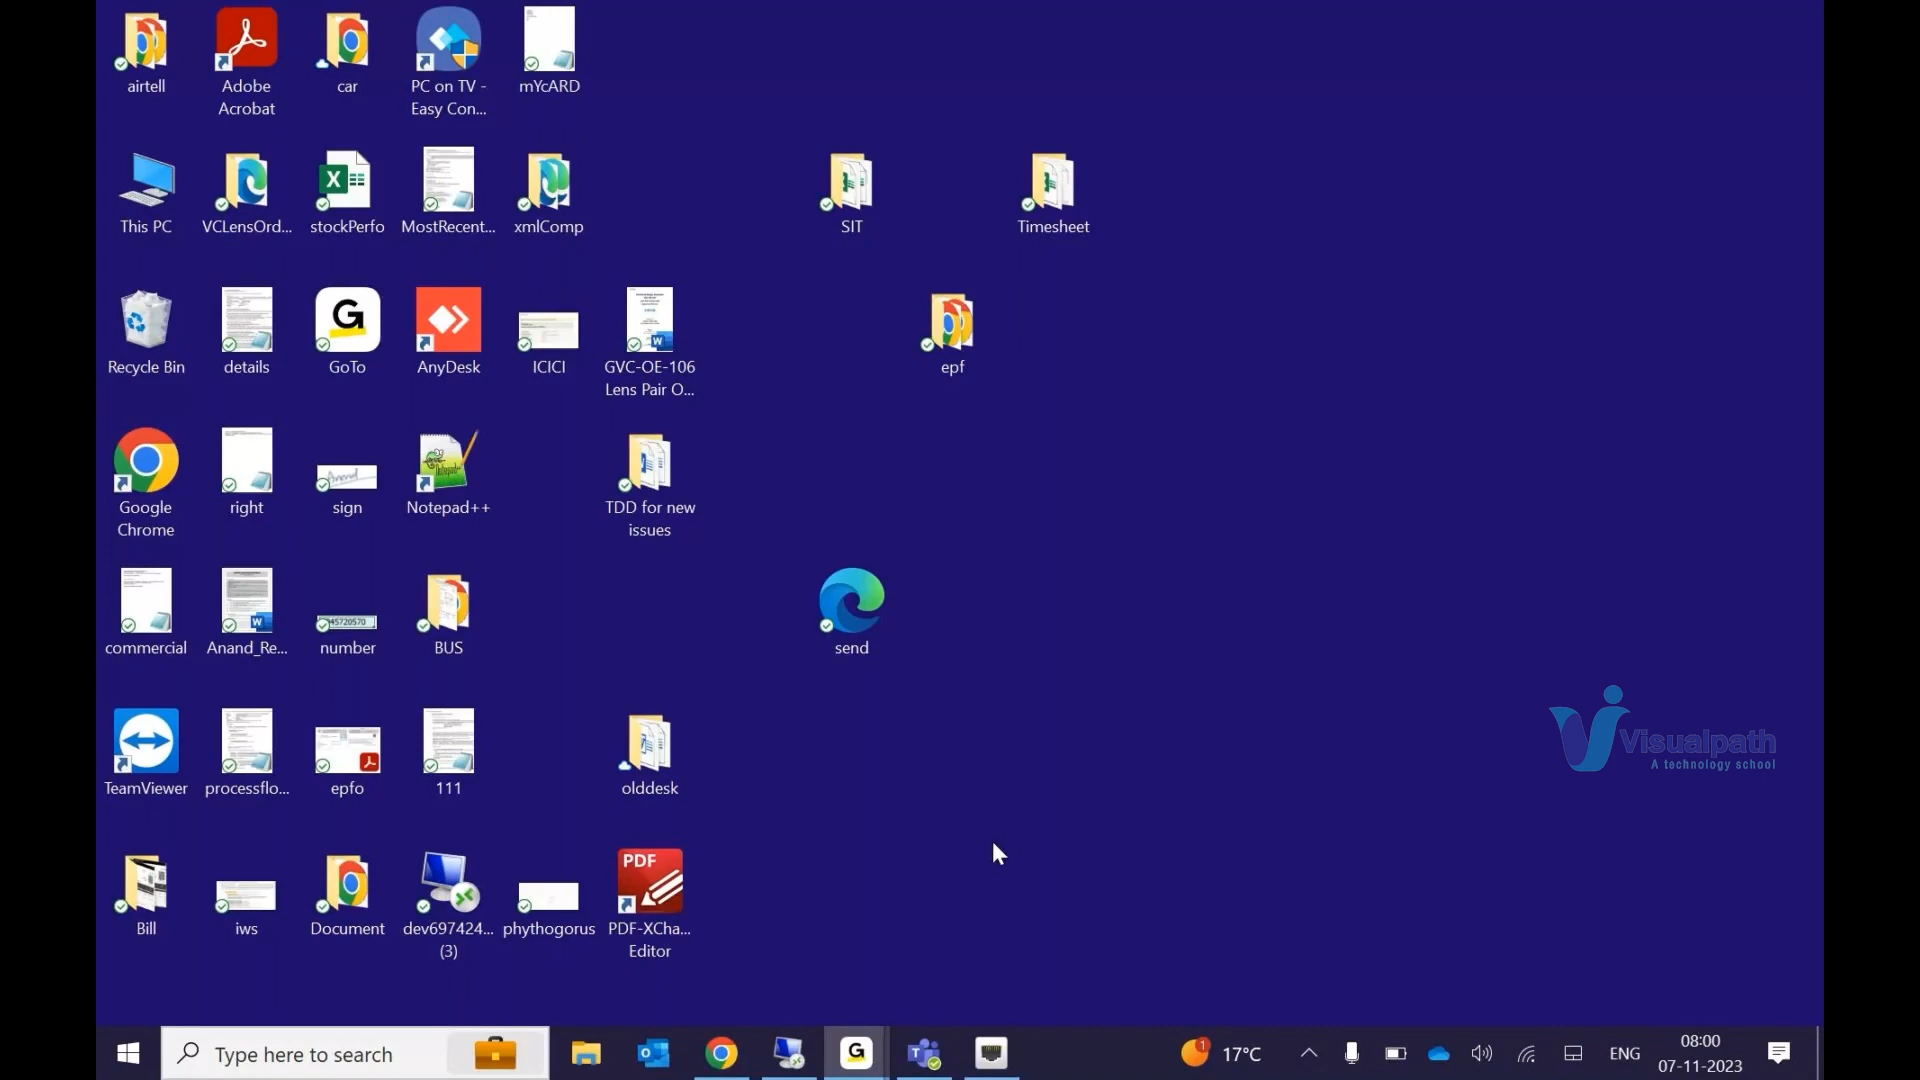 airtell
Adobe
Acrobat
car
PC on TV -
Easy Con...
mYcARD
This PC
VCLensOrd...
stockPerfo
MostRecent...
xmlComp
SIT
Timesheet
Recycle Bin
details
GoTo
AnyDesk
ICICI
GVC-OE-106
Lens Pair O...
epf
Google
Chrome
right
sign
Notepad++
TDD for new
issues
commercial
Anand_Re...
number
BUS
send
TeamViewer
processflo...
epfo
111
olddesk
Visualpath
A technology school
Bill
iws
Document
dev697424...
(3)
phythogorus
PDF
PDF-XCha...
Editor
Type here to search
1
17°C
ENG
08:00
07-11-2023